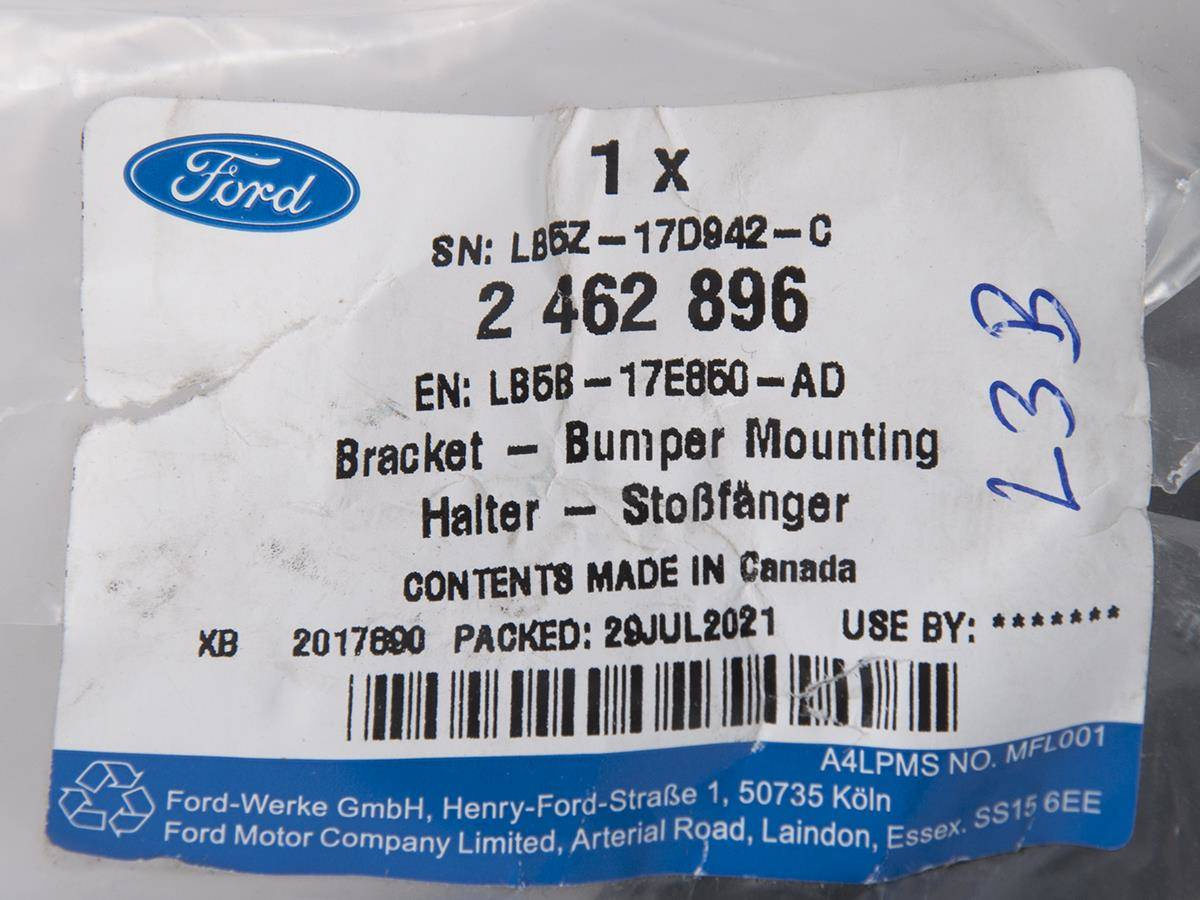 Ford
1 x
SN: LB5Z-17D942-C
2 462 896
EN: LB5B-17E850-AD
Bracket - Bumper Mounting
Halter - Stoßfänger
CONTENTS MADE IN Canada
XB 2017890 PACKED: 29JUL2021 USE BY: *******
A4LPMS NO. MFL001
Ford-Werke GmbH, Henry-Ford-Straße 1, 50735 Köln
Ford Motor Company Limited, Arterial Road, Laindon, Essex. SS15 6EE
L3B